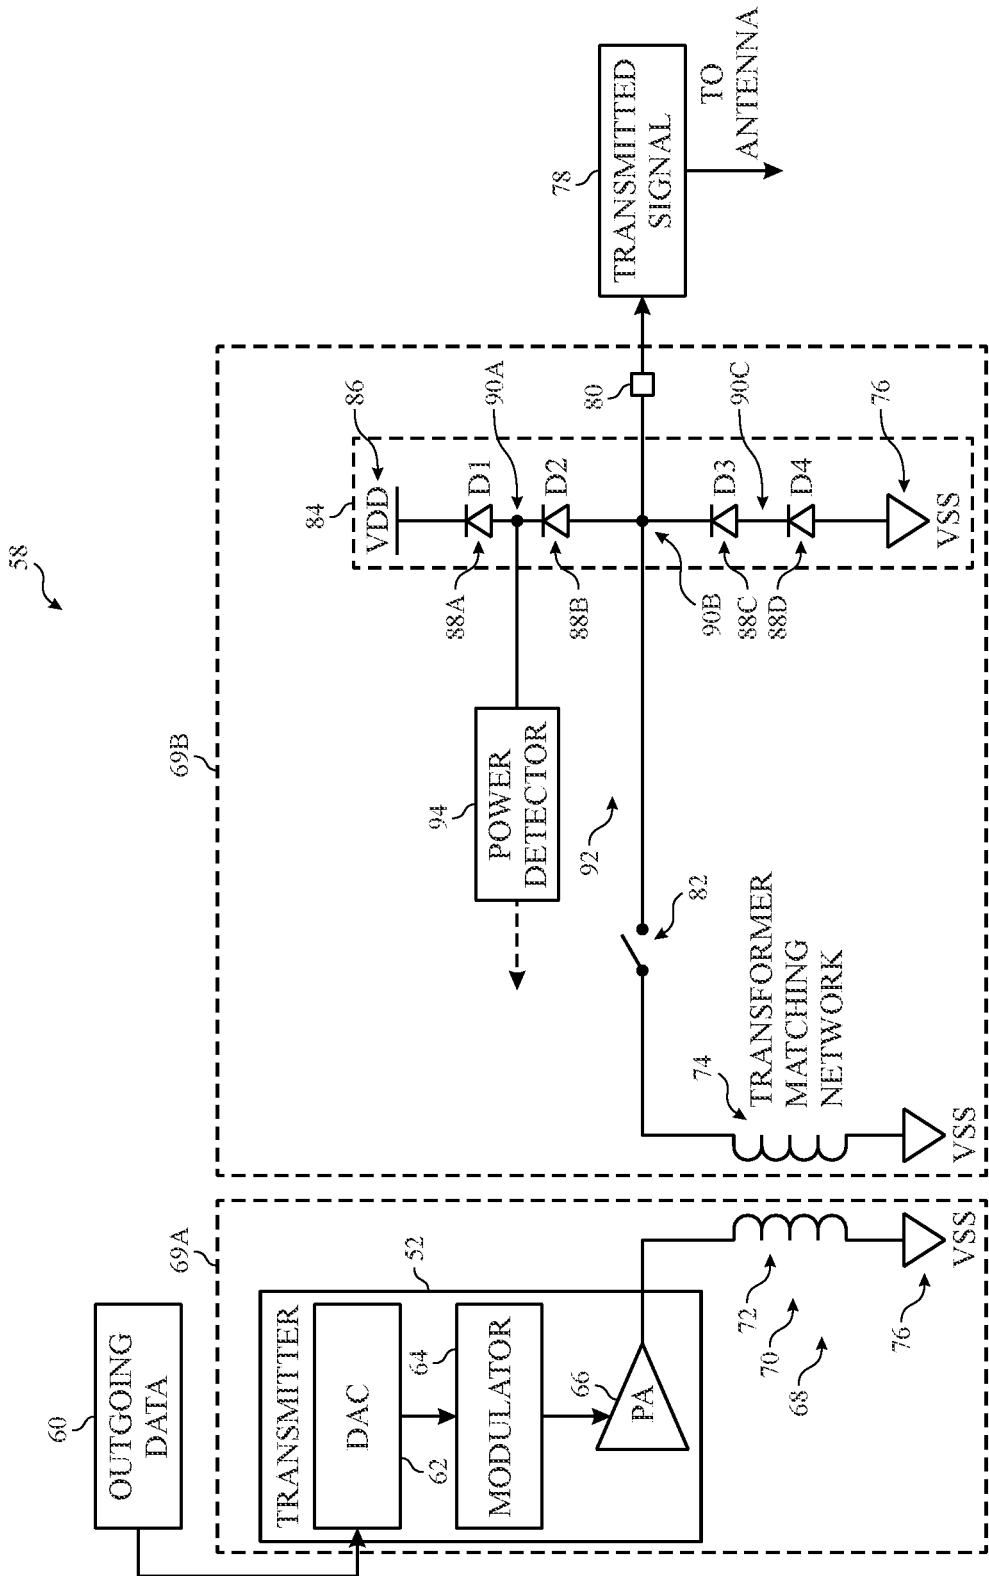 58
60
OUTGOING
DATA
69A
52
TRANSMITTER
DAC
62
64
MODULATOR
66
PA
72
70
68
76
VSS
69B
94
POWER
DETECTOR
92
82
74
TRANSFORMER
MATCHING
NETWORK
VSS
84
VDD
86
88A
D1
90A
88B
D2
90B
88C
D3
90C
88D
D4
76
VSS
80
78
TRANSMITTED
SIGNAL
TO
ANTENNA